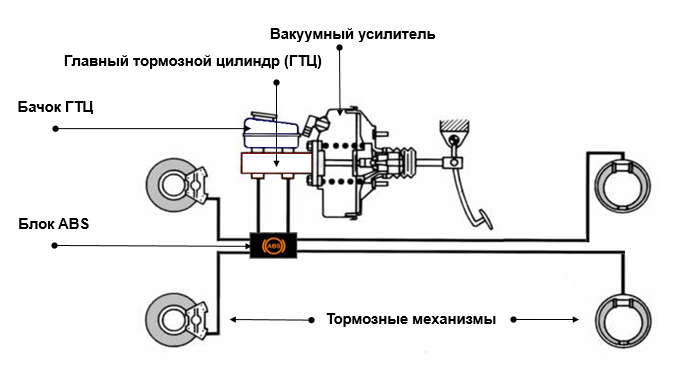 Вакуумный усилитель
Главный тормозной цилиндр (ГТЦ)
Бачок ГТЦ
Блок ABS
ABS
Тормозные механизмы